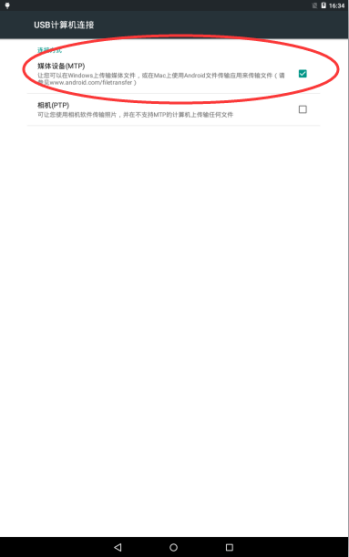 16:34
USB计算机连接
连接方式
媒体设备(MTP)
让您可以在Windows上传输媒体文件，或在Mac上使用Android文件传输应用来传输文件（请
参见www.android.com/filetransfer）
相机(PTP)
可让您使用相机软件传输照片，并在不支持MTP的计算机上传输任何文件